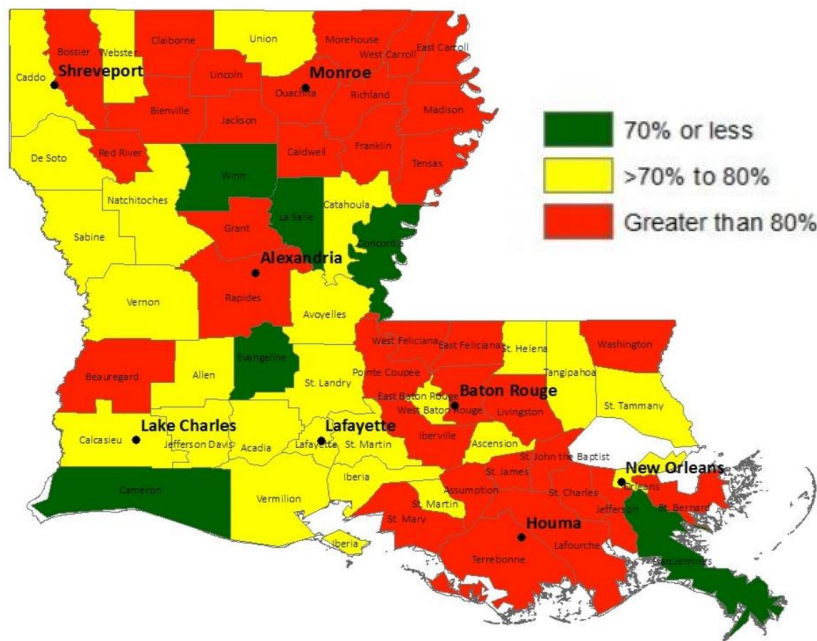 Union
Claiborne
Morehouse
Bossier
Webster
West Carroll
East Carroll
Caddo
Shreveport
Lincoln
Monroe
Ouachita
Richland
Bienville
Madison
Jackson
De Soto
Red River
Caldwell
Franklin
Tensas
Winn
Natchitoches
La Salle
Catahoula
Sabine
Grant
Concordia
Alexandria
Rapides
Vernon
Avoyelles
West Feliciana
East Feliciana
St. Helena
Washington
Tangipahoa
Evangeline
Beauregard
Allen
Pointe Coupee
St. Landry
East Baton Rouge
Baton Rouge
West Baton Rouge
Livingston
St. Tammany
Lake Charles
Lafayette
Calcasieu
Jefferson Davis
Acadia
Lafayette
St. Martin
Iberville
Ascension
St. John the Baptist
New Orleans
Orleans
Cameron
Vermilion
Iberia
St. Martin
Assumption
St. James
St. Charles
Jefferson
St. Bernard
St. Mary
Houma
Iberia
Terrebonne
Lafourche
Plaquemines
70% or less
>70% to 80%
Greater than 80%